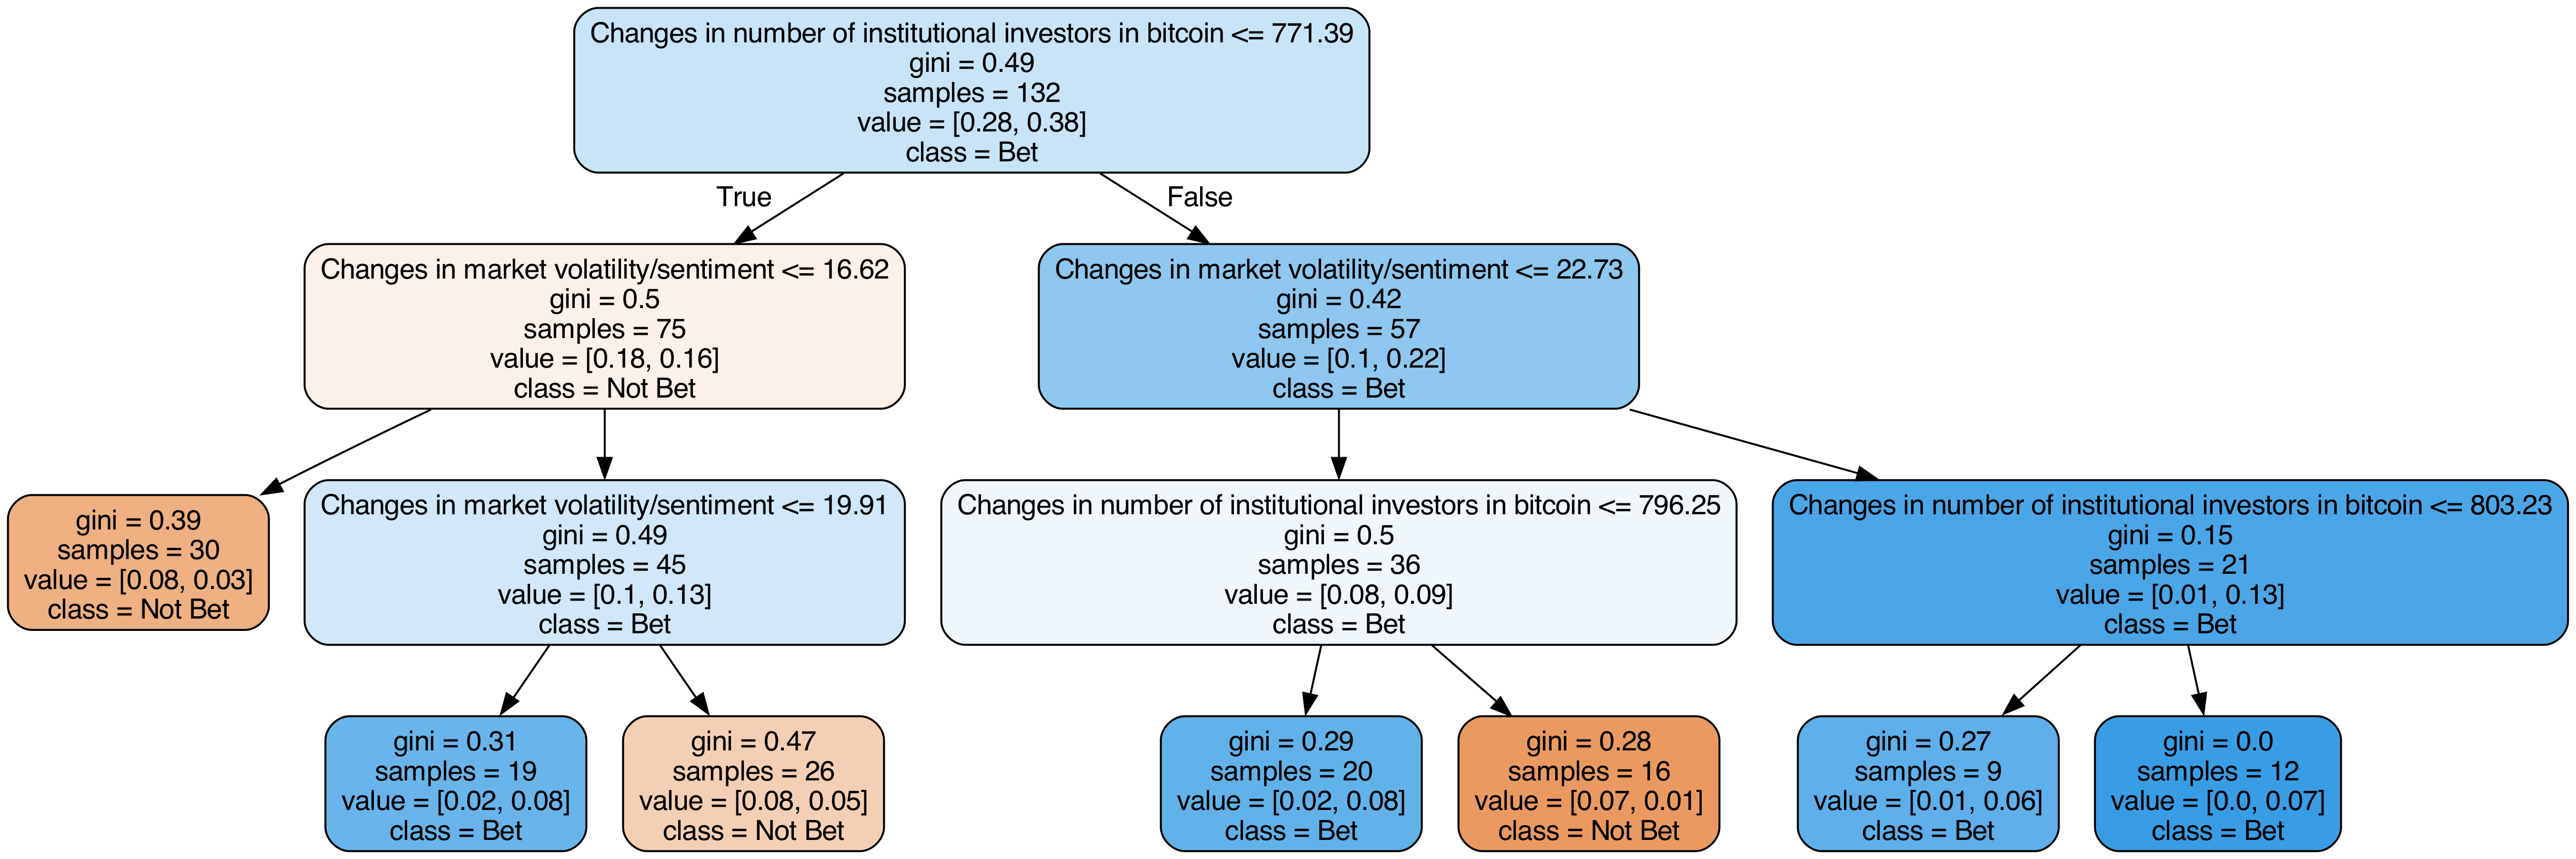 Changes in number of institutional investors in bitcoin <= 771.39
gini = 0.49
samples = 132
value = [0.28, 0.38]
class = Bet
True
False
Changes in market volatility/sentiment <= 16.62
gini = 0.5
samples = 75
value = [0.18, 0.16]
class = Not Bet
Changes in market volatility/sentiment <= 22.73
gini = 0.42
samples = 57
value = [0.1, 0.22]
class = Bet
gini = 0.39
samples = 30
value = [0.08, 0.03]
class = Not Bet
Changes in market volatility/sentiment <= 19.91
gini = 0.49
samples = 45
value = [0.1, 0.13]
class = Bet
Changes in number of institutional investors in bitcoin <= 796.25
gini = 0.5
samples = 36
value = [0.08, 0.09]
class = Bet
Changes in number of institutional investors in bitcoin <= 803.23
gini = 0.15
samples = 21
value = [0.01, 0.13]
class = Bet
gini = 0.31
samples = 19
value = [0.02, 0.08]
class = Bet
gini = 0.47
samples = 26
value = [0.08, 0.05]
class = Not Bet
gini = 0.29
samples = 20
value = [0.02, 0.08]
class = Bet
gini = 0.28
samples = 16
value = [0.07, 0.01]
class = Not Bet
gini = 0.27
samples = 9
value = [0.01, 0.06]
class = Bet
gini = 0.0
samples = 12
value = [0.0, 0.07]
class = Bet